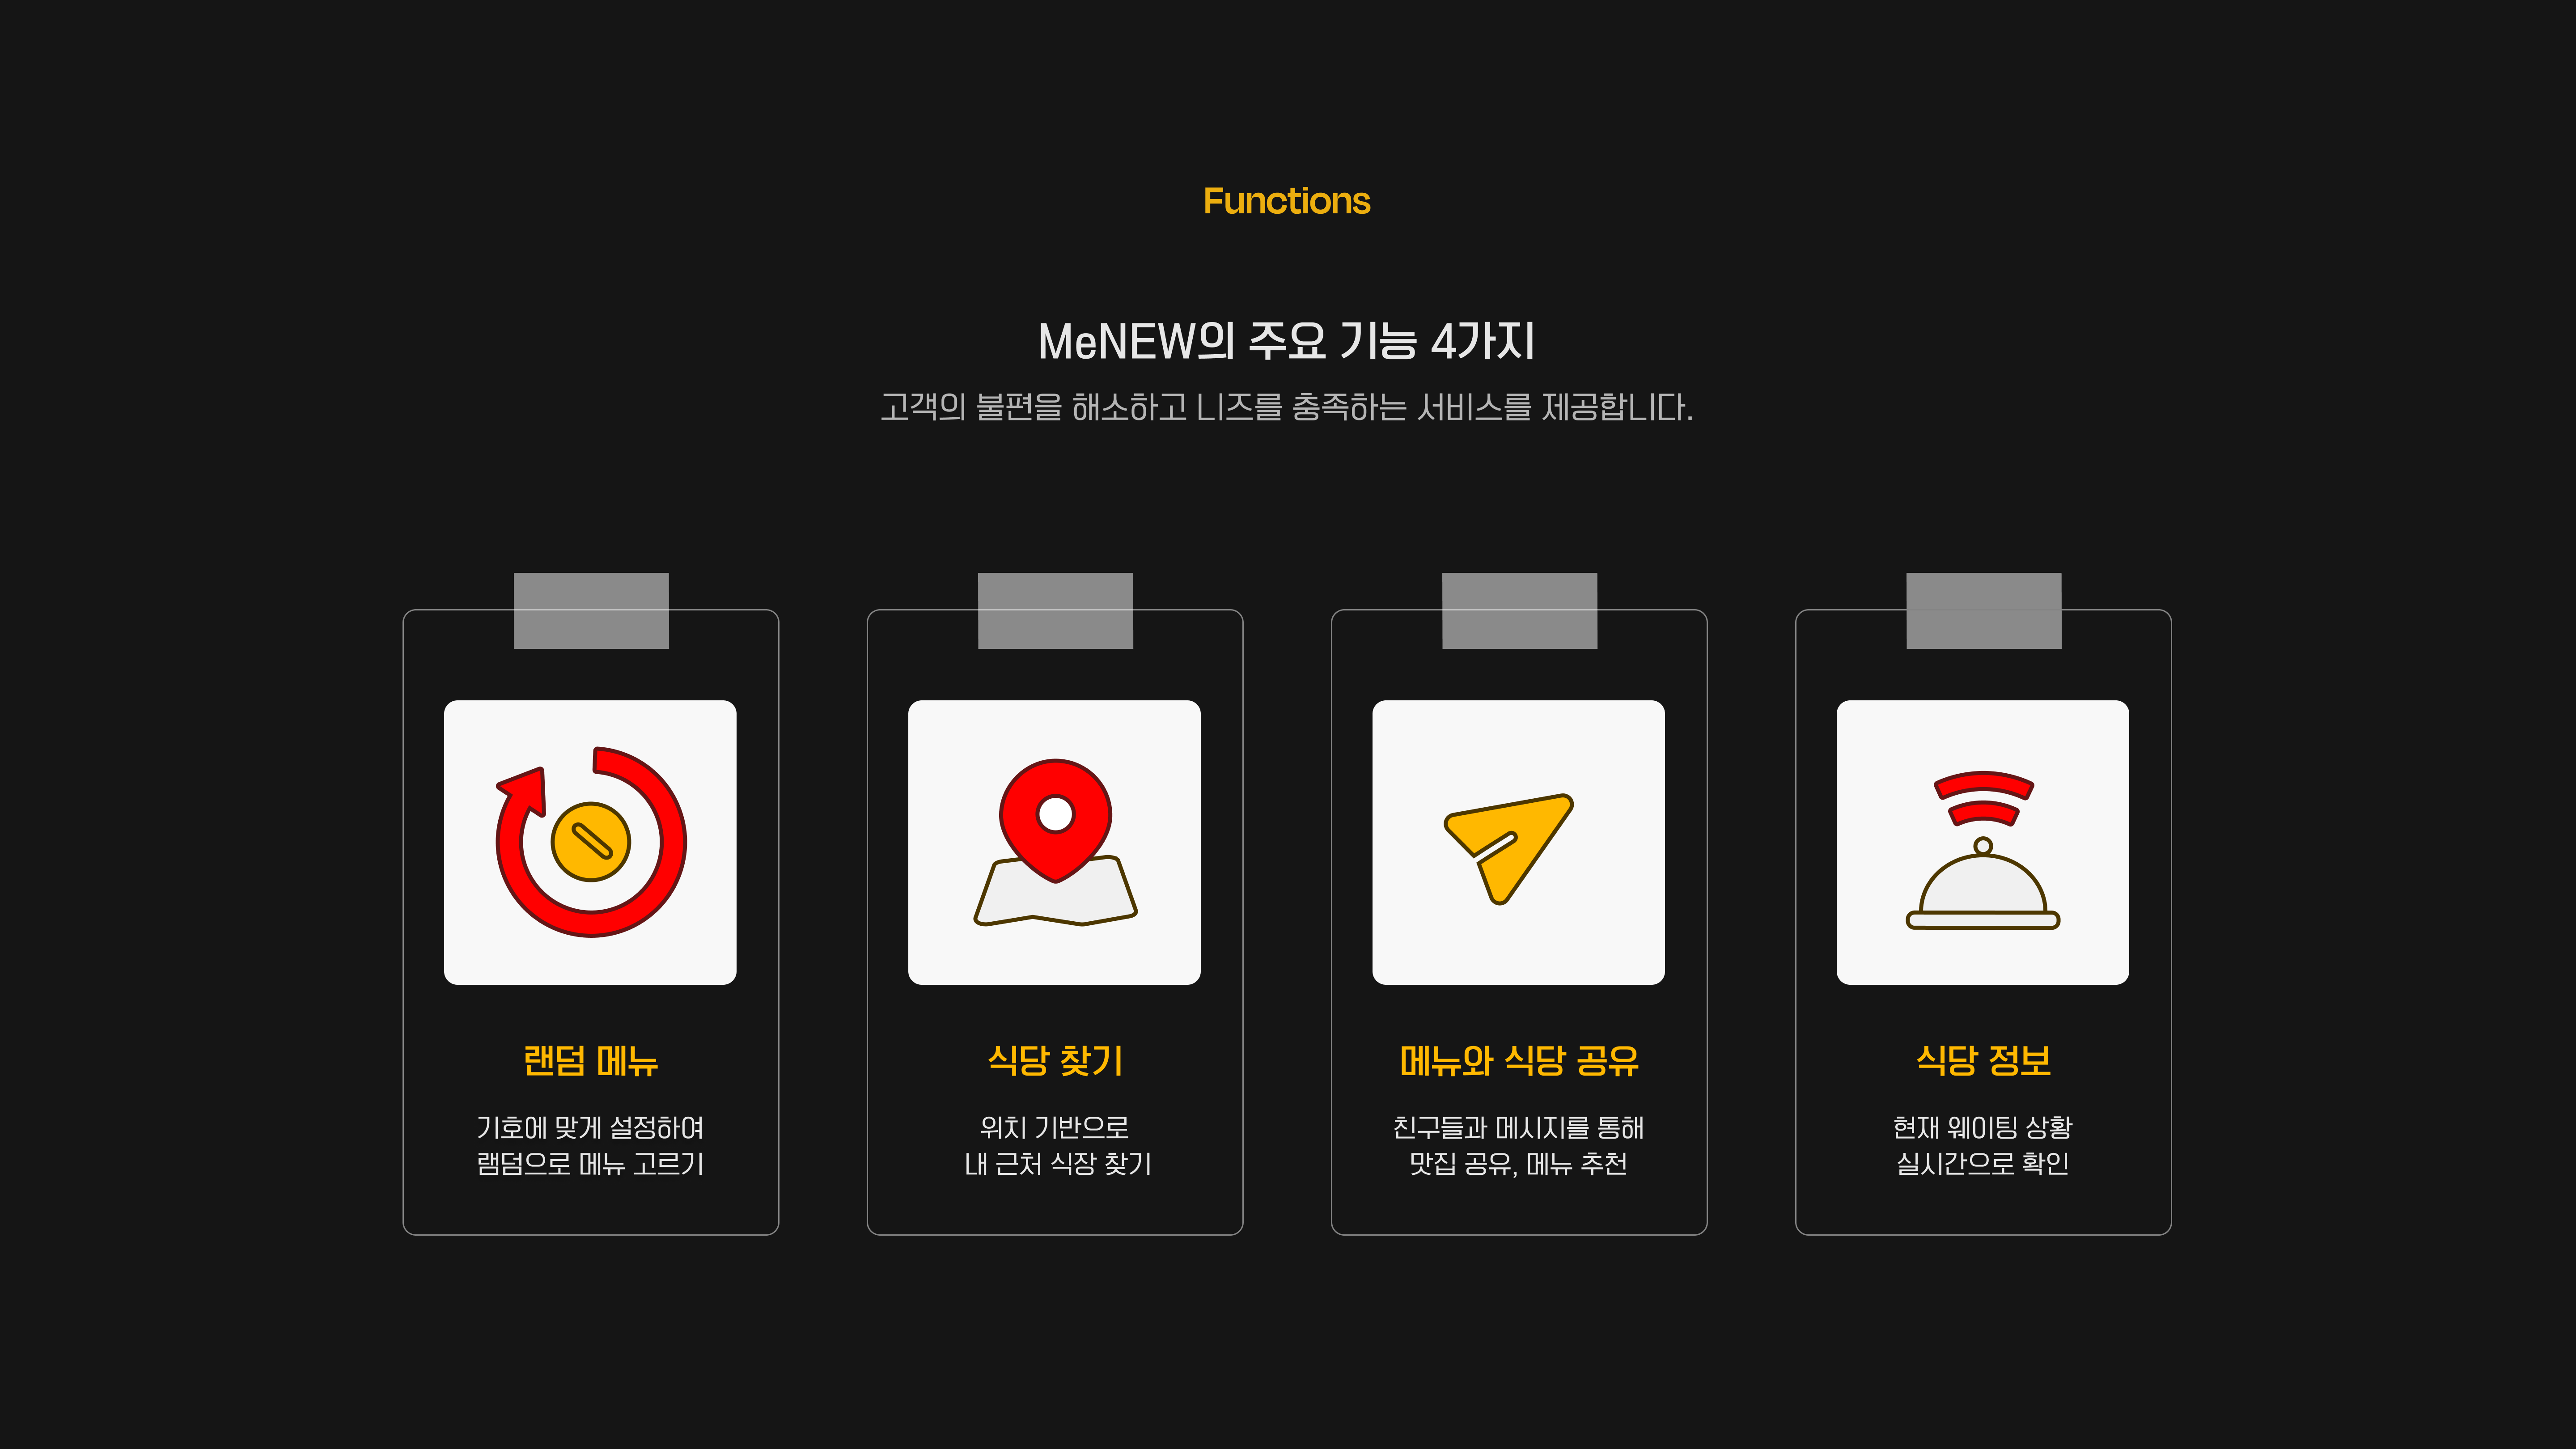 Functions
MeNEW의 주요 기능 4가지
고객의 불편을 해소하고 니즈를 충족하는 서비스를 제공합니다.
랜덤 메뉴
기호에 맞게 설정하여
램덤으로 메뉴 고르기
식당 찾기
위치 기반으로
내 근처 식장 찾기
메뉴와 식당 공유
친구들과 메시지를 통해
맛집 공유, 메뉴 추천
식당 정보
현재 웨이팅 상황
실시간으로 확인